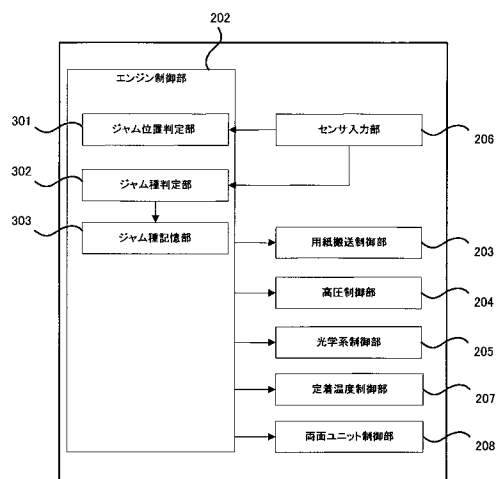 202
エンジン制御部
301
ジャム位置判定部
センサ入力部
206
302
ジャム種判定部
303
ジャム種記憶部
用紙搬送制御部
203
高圧制御部
204
光学系制御部
205
定着温度制御部
207
両面ユニット制御部
208